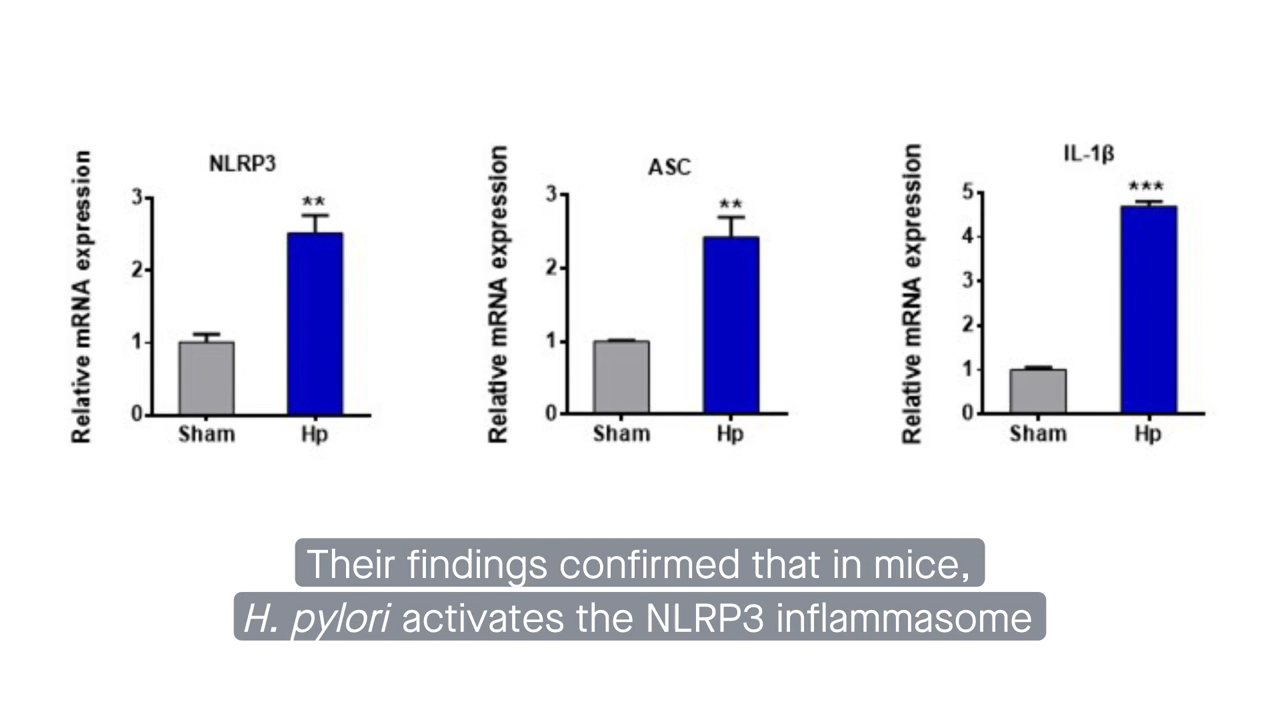 NLRP3
Relative mRNA expression
3
2
1
0
**
Sham Hp
ASC
Relative mRNA expression
3
2
1
0
**
Sham Hp
IL-1β
Relative mRNA expression
5
4
3
2
1
0
***
Sham Hp
Their findings confirmed that in mice,
H. pylori activates the NLRP3 inflammasome